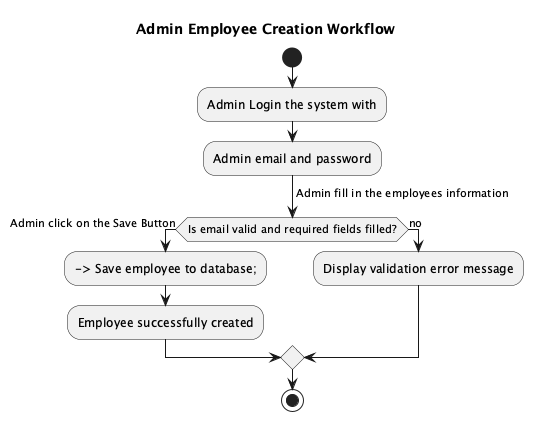 Admin Employee Creation Workflow
Admin Login the system with
Admin email and password
Admin fill in the employees information
Is email valid and required fields filled?
Admin click on the Save Button
no
-> Save employee to database;
Display validation error message
Employee successfully created